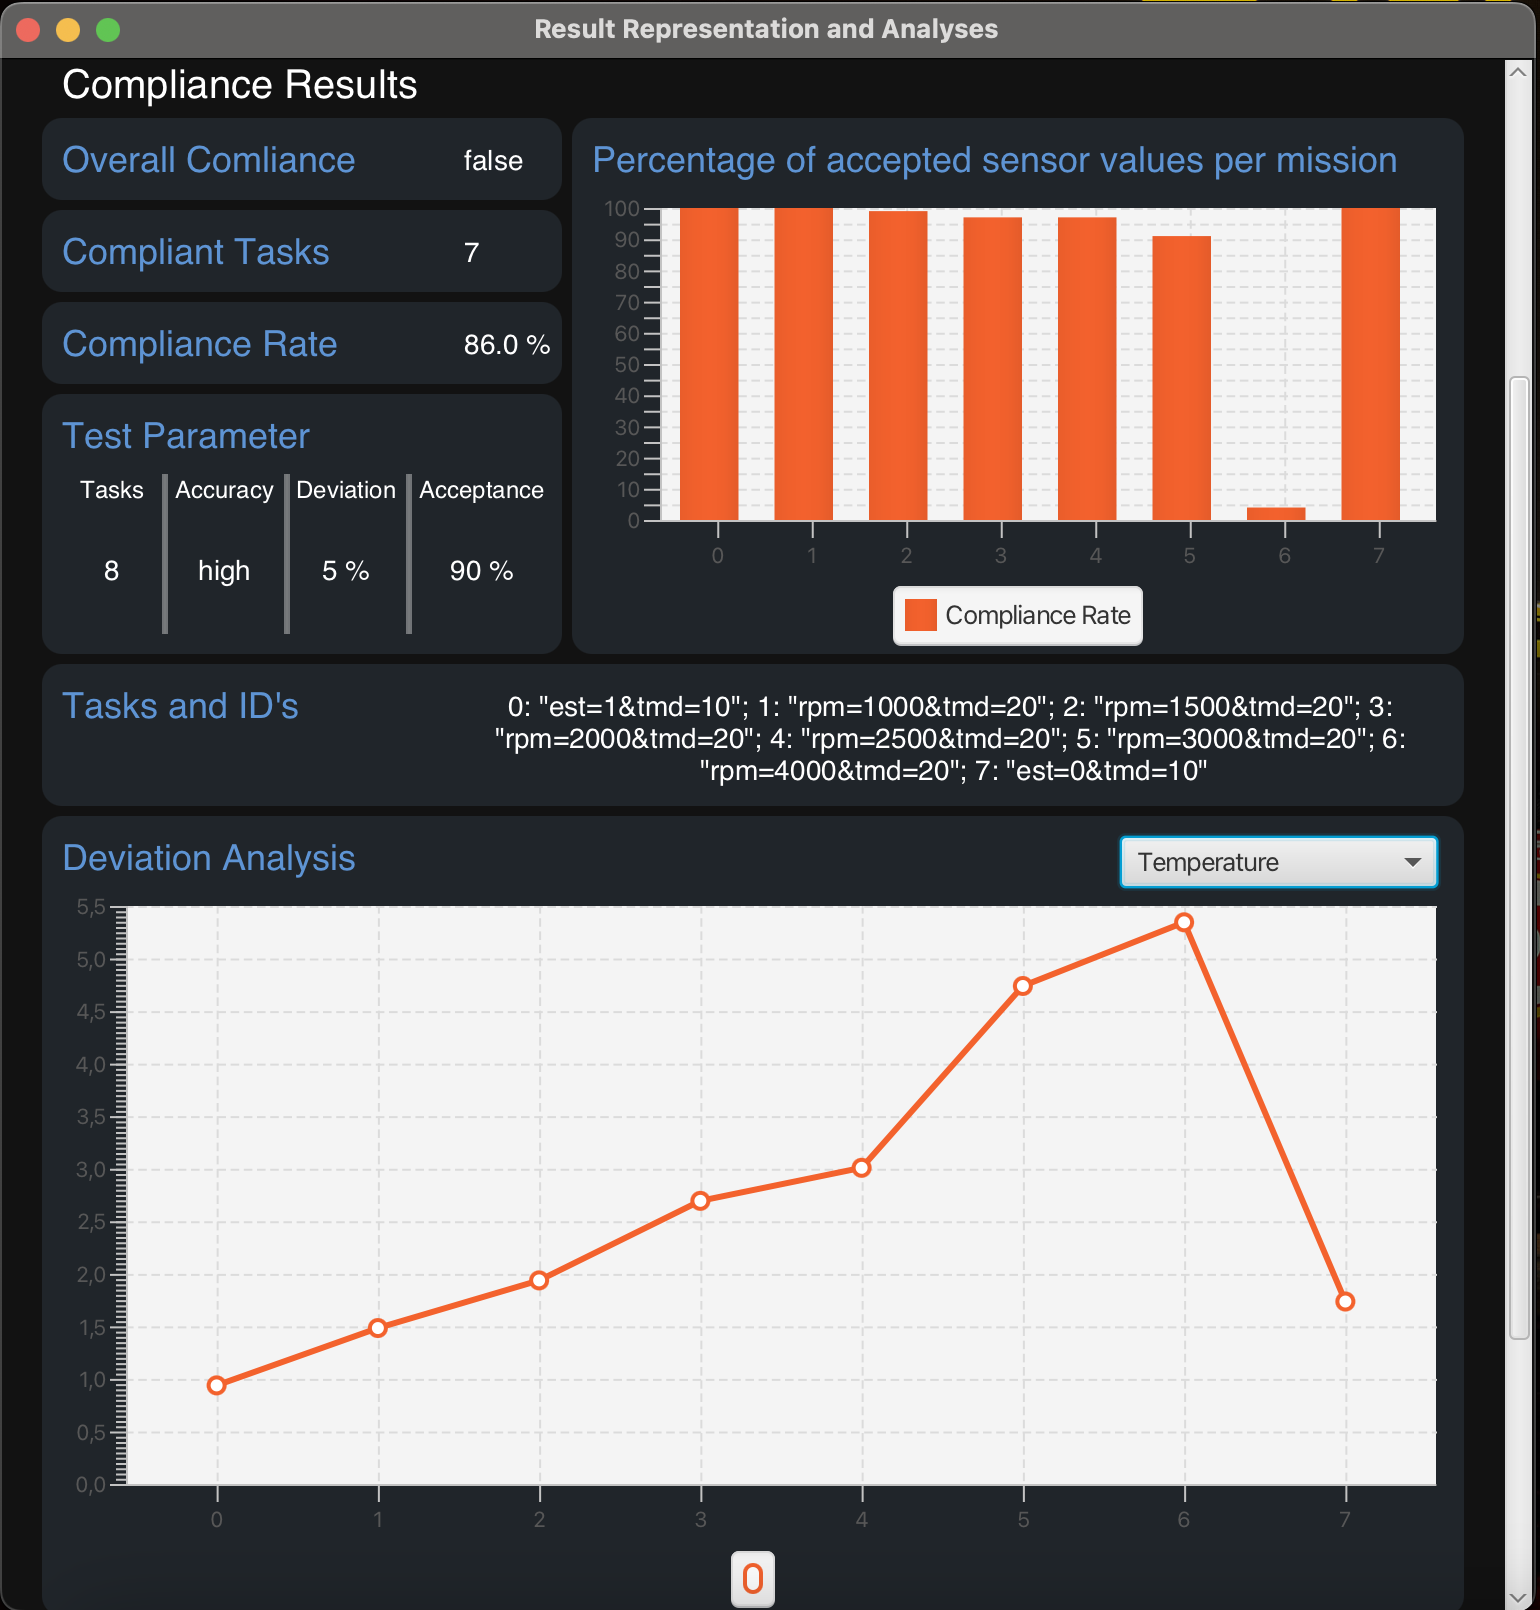 Result Representation and Analyses
Compliance Results
Overall Comliance false
Compliant Tasks 7
Compliance Rate 86.0 %
Test Parameter
Tasks Accuracy Deviation Acceptance
8 high 5 % 90 %
Percentage of accepted sensor values per mission
100
90
80
70
60
50
40
30
20
10
0
0 1 2 3 4 5 6 7
Compliance Rate
Tasks and ID's
0: "est=1&tmd=10"; 1: "rpm=1000&tmd=20"; 2: "rpm=1500&tmd=20"; 3:
"rpm=2000&tmd=20"; 4: "rpm=2500&tmd=20"; 5: "rpm=3000&tmd=20"; 6:
"rpm=4000&tmd=20"; 7: "est=0&tmd=10"
Deviation Analysis
Temperature
5,5
5,0
4,5
4,0
3,5
3,0
2,5
2,0
1,5
1,0
0,5
0,0
0 1 2 3 4 5 6 7